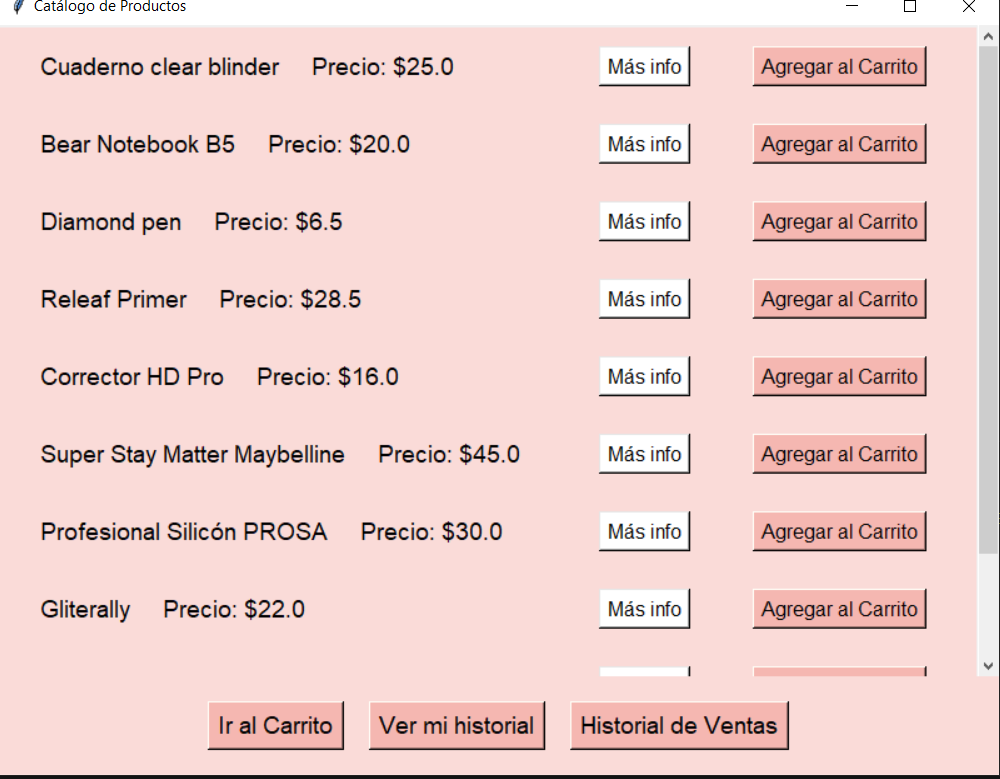 Catálogo de Productos
Cuaderno clear blinder Precio: $25.0 Más info Agregar al Carrito
Bear Notebook B5 Precio: $20.0 Más info Agregar al Carrito
Diamond pen Precio: $6.5 Más info Agregar al Carrito
Releaf Primer Precio: $28.5 Más info Agregar al Carrito
Corrector HD Pro Precio: $16.0 Más info Agregar al Carrito
Super Stay Matter Maybelline Precio: $45.0 Más info Agregar al Carrito
Profesional Silicón PROSA Precio: $30.0 Más info Agregar al Carrito
Gliterally Precio: $22.0 Más info Agregar al Carrito
Ir al Carrito Ver mi historial Historial de Ventas